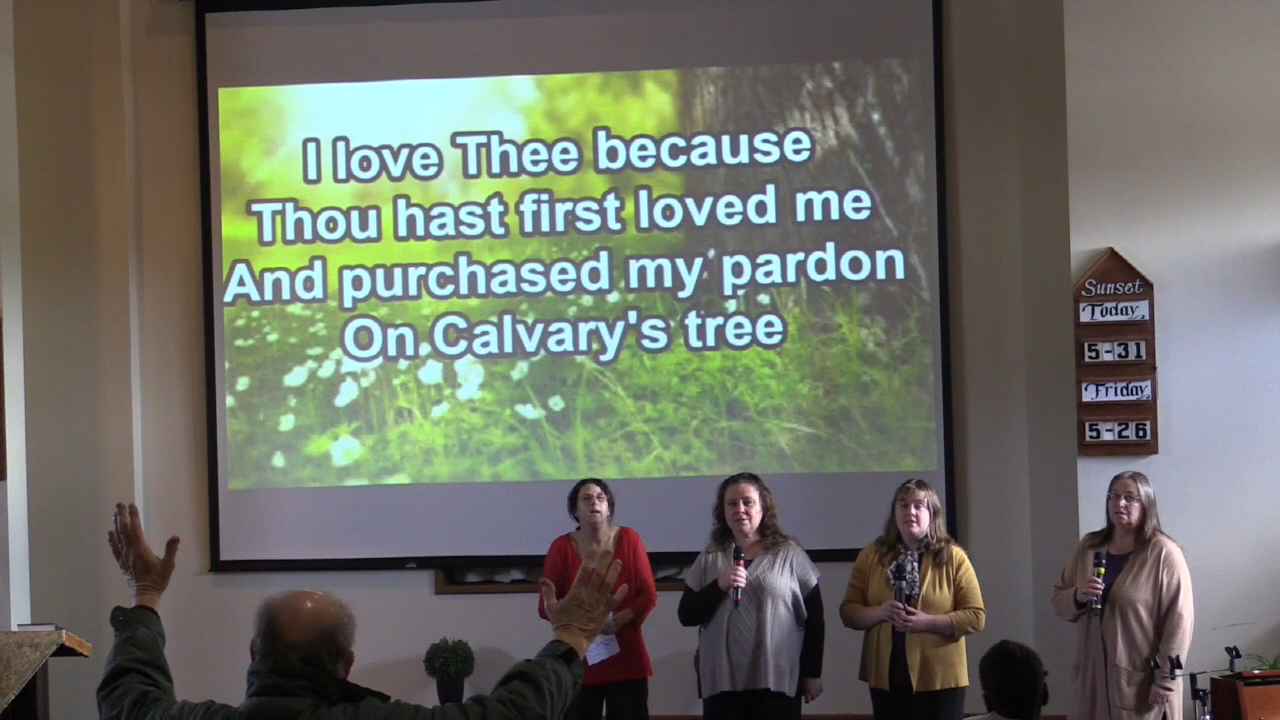 I love Thee because
Thou hast first loved me
And purchased my pardon
On Calvary's tree
Sunset
Today
5-31
Friday
5-26